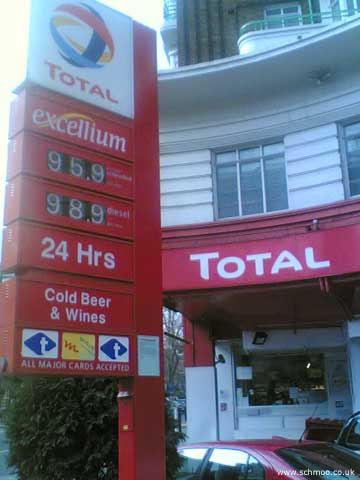 TOTAL
excellium
95.9 unleaded
98.9 diesel
24 Hrs
Cold Beer
& Wines
ALL MAJOR CARDS ACCEPTED
TOTAL
TOTAL
www.schmoo.co.uk